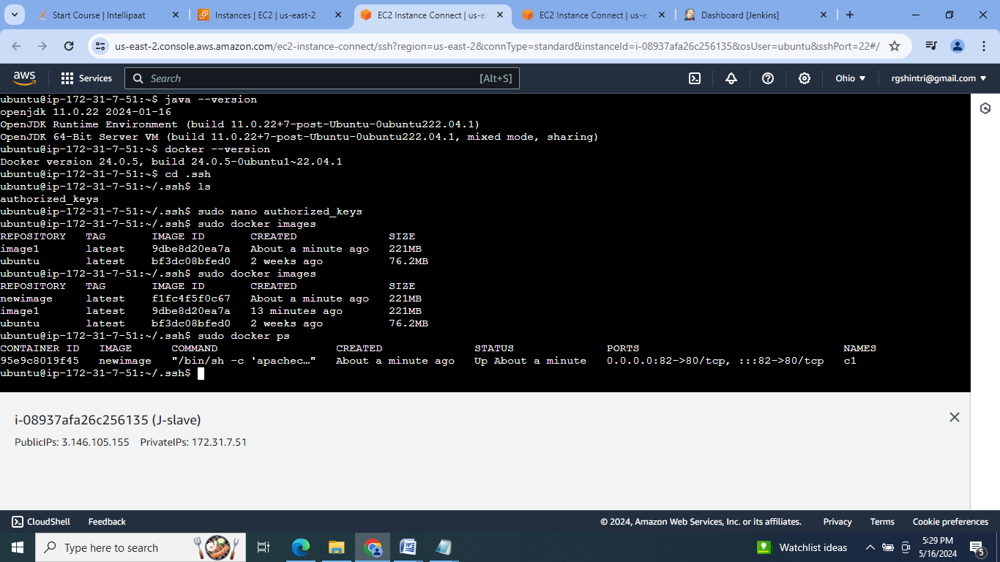 Start Course | Intellipaat
Instances | EC2 | us-east-2
EC2 Instance Connect | us-ea
EC2 Instance Connect | us-ea
Dashboard [Jenkins]
us-east-2.console.aws.amazon.com/ec2-instance-connect/ssh?region=us-east-2&connType=standard&instanceId=i-08937afa26c256135&osUser=ubuntu&sshPort=22#/
aws
Services
Search
[Alt+S]
Ohio
rgshintri@gmail.com
ubuntu@ip-172-31-7-51:~$ java --version
openjdk 11.0.22 2024-01-16
OpenJDK Runtime Environment (build 11.0.22+7-post-Ubuntu-0ubuntu222.04.1)
OpenJDK 64-Bit Server VM (build 11.0.22+7-post-Ubuntu-0ubuntu222.04.1, mixed mode, sharing)
ubuntu@ip-172-31-7-51:~$ docker --version
Docker version 24.0.5, build 24.0.5-0ubuntu1~22.04.1
ubuntu@ip-172-31-7-51:~$ cd .ssh
ubuntu@ip-172-31-7-51:~/.ssh$ ls
authorized_keys
ubuntu@ip-172-31-7-51:~/.ssh$ sudo nano authorized_keys
ubuntu@ip-172-31-7-51:~/.ssh$ sudo docker images
REPOSITORY   TAG       IMAGE ID       CREATED              SIZE
image1       latest    9dbe8d20ea7a   About a minute ago   221MB
ubuntu       latest    bf3dc08bfed0   2 weeks ago          76.2MB
ubuntu@ip-172-31-7-51:~/.ssh$ sudo docker images
REPOSITORY   TAG       IMAGE ID       CREATED              SIZE
newimage     latest    f1fc4f5f0c67   About a minute ago   221MB
image1       latest    9dbe8d20ea7a   13 minutes ago       221MB
ubuntu       latest    bf3dc08bfed0   2 weeks ago          76.2MB
ubuntu@ip-172-31-7-51:~/.ssh$ sudo docker ps
CONTAINER ID   IMAGE      COMMAND                  CREATED              STATUS              PORTS                               NAMES
95e9c8019f45   newimage   "/bin/sh -c 'apachec…"   About a minute ago   Up About a minute   0.0.0.0:82->80/tcp, :::82->80/tcp   c1
ubuntu@ip-172-31-7-51:~/.ssh$
i-08937afa26c256135 (J-slave)
PublicIPs: 3.146.105.155 PrivateIPs: 172.31.7.51
CloudShell
Feedback
© 2024, Amazon Web Services, Inc. or its affiliates.
Privacy
Terms
Cookie preferences
Type here to search
Watchlist ideas
5:29 PM
5/16/2024
5